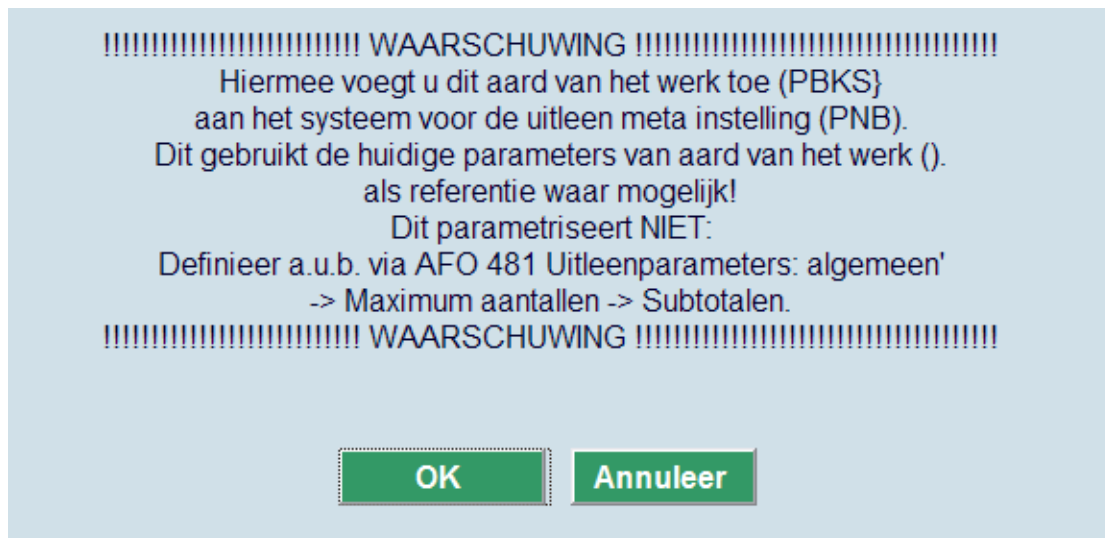 !!!!!!!!!!!!!!!!!!!!!!!!!!! WAARSCHUWING !!!!!!!!!!!!!!!!!!!!!!!!!!!!!!!!!!!!!!
Hiermee voegt u dit aard van het werk toe (PBKS}
aan het systeem voor de uitleen meta instelling (PNB).
Dit gebruikt de huidige parameters van aard van het werk ().
als referentie waar mogelijk!
Dit parametriseert NIET:
Definieer a.u.b. via AFO 481 Uitleenparameters: algemeen'
-> Maximum aantallen -> Subtotalen.
!!!!!!!!!!!!!!!!!!!!!!!!!!! WAARSCHUWING !!!!!!!!!!!!!!!!!!!!!!!!!!!!!!!!!!!!!!
OK Annuleer